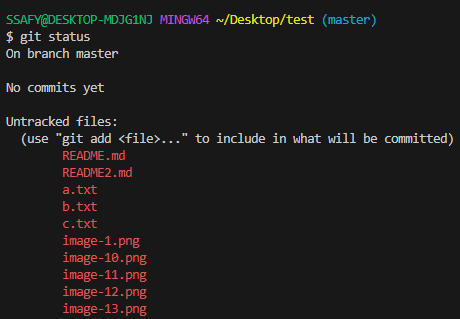 SSAFY@DESKTOP-MDJG1NJ MINGW64 ~/Desktop/test (master)
$ git status
On branch master
No commits yet
Untracked files:
(use "git add <file>..." to include in what will be committed)
README.md
README2.md
a.txt
b.txt
c.txt
image-1.png
image-10.png
image-11.png
image-12.png
image-13.png